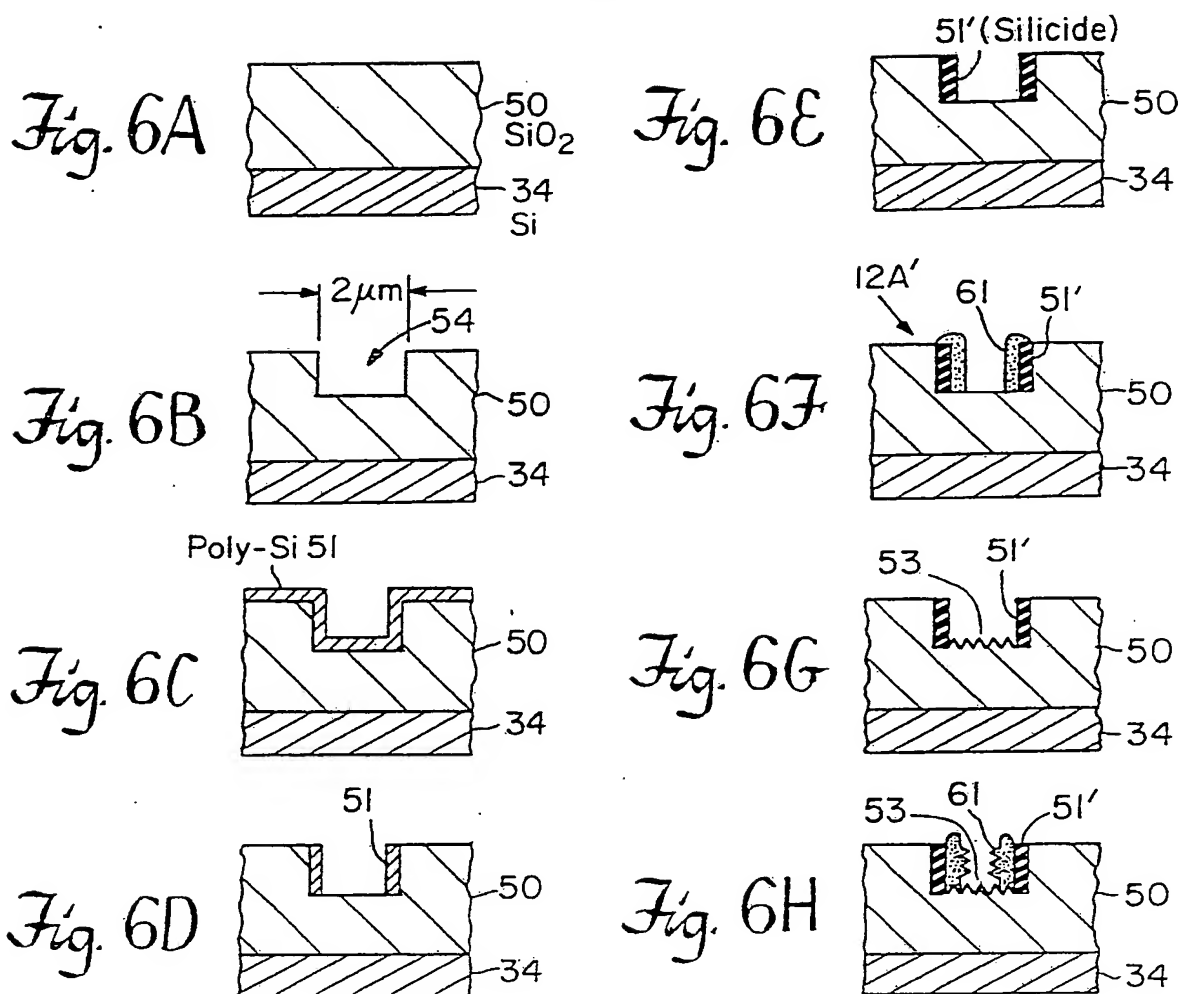 Fig. 6A
50
SiO2
34
Si
Fig. 6B
2μm
54
50
34
Fig. 6C
Poly-Si 51
50
34
Fig. 6D
51
50
34
Fig. 6E
51' (Silicide)
50
34
Fig. 6F
12A'
61
51'
50
34
Fig. 6G
53
51'
50
34
Fig. 6H
53
61
51'
50
34